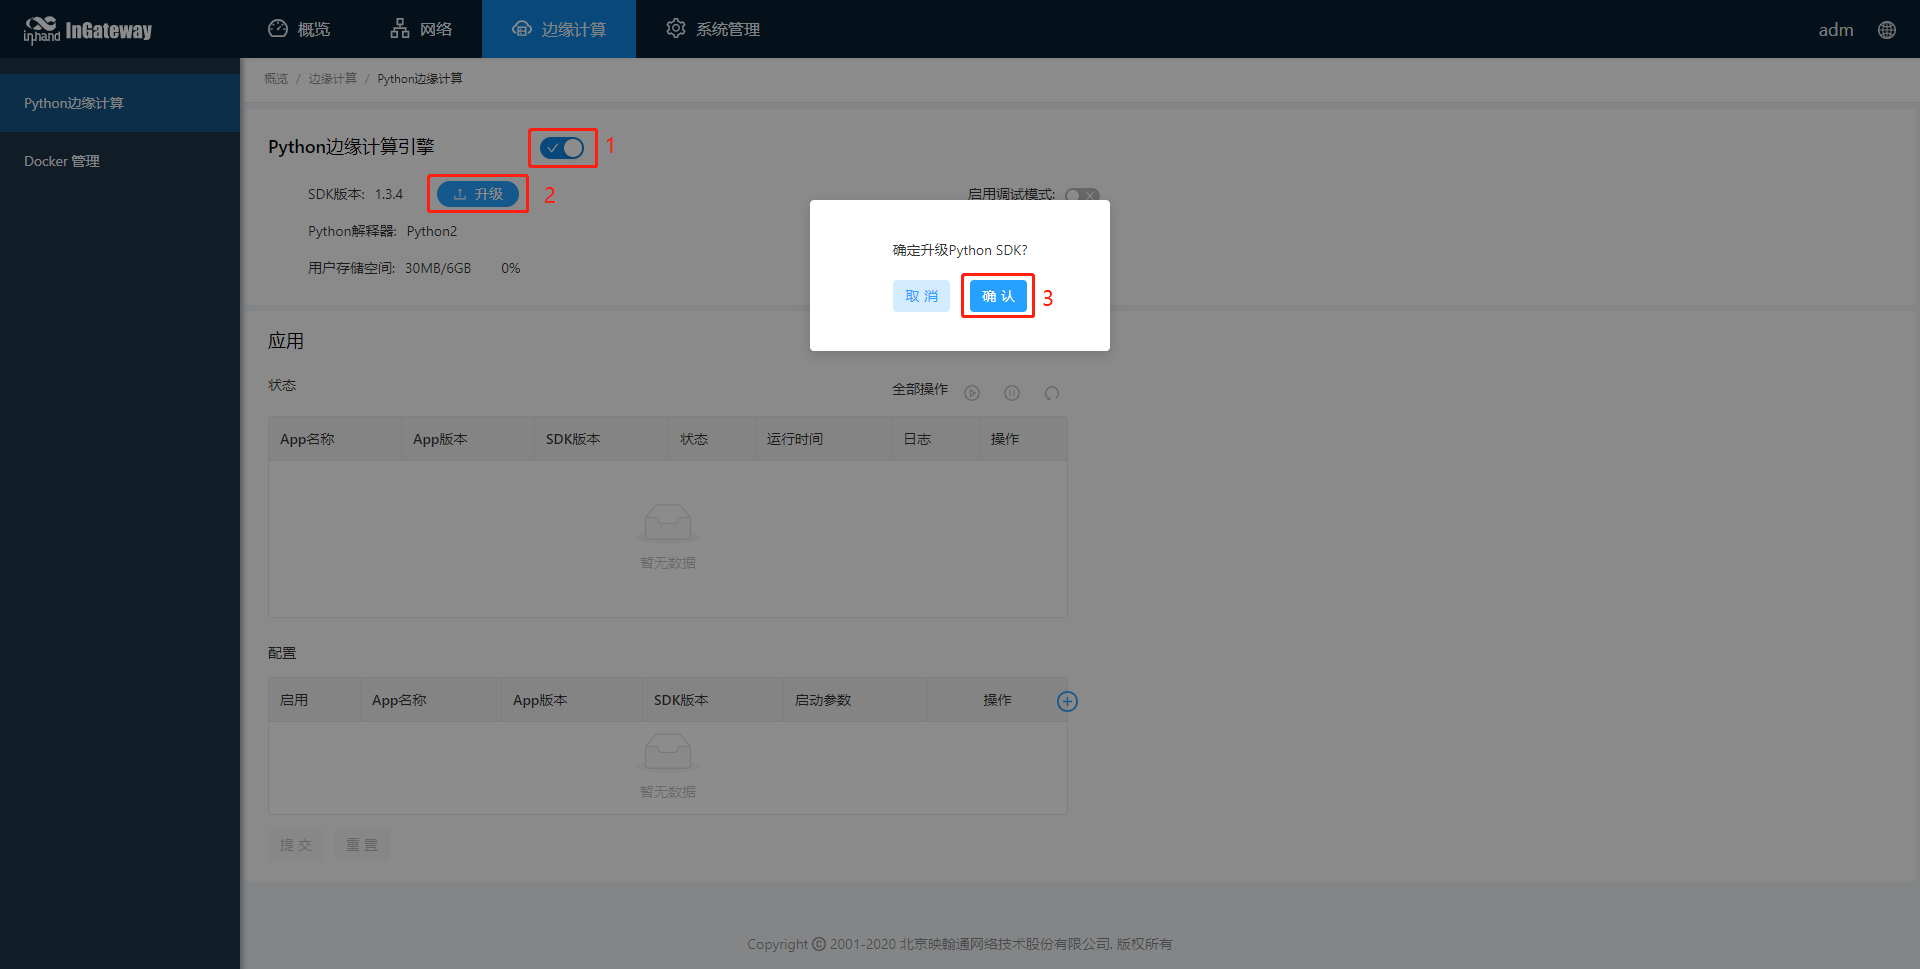 inhand InGateway
概览
网络
边缘计算
系统管理
adm
Python边缘计算
Docker 管理
概览 / 边缘计算 / Python边缘计算
Python边缘计算引擎
1
SDK版本: 1.3.4
升级
2
启用调试模式:
Python解释器: Python2
用户存储空间: 30MB/6GB 0%
确定升级Python SDK?
取 消
确 认
3
应用
状态
全部操作
App名称 App版本 SDK版本 状态 运行时间 日志 操作
暂无数据
配置
启用 App名称 App版本 SDK版本 启动参数 操作
暂无数据
提 交
重 置
Copyright © 2001-2020 北京映翰通网络技术股份有限公司. 版权所有